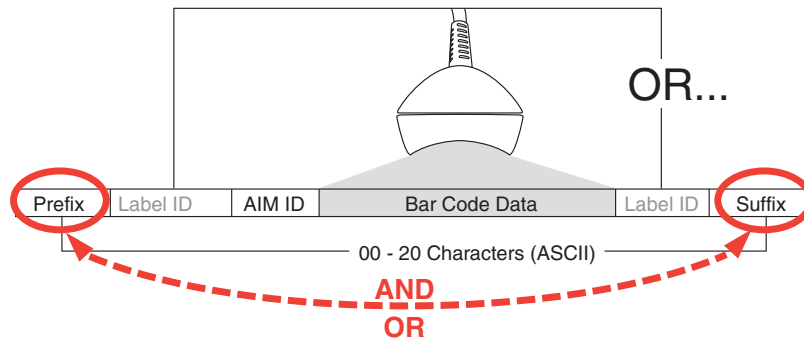 OR...
Prefix Label ID AIM ID Bar Code Data Label ID Suffix
00 - 20 Characters (ASCII)
AND
OR